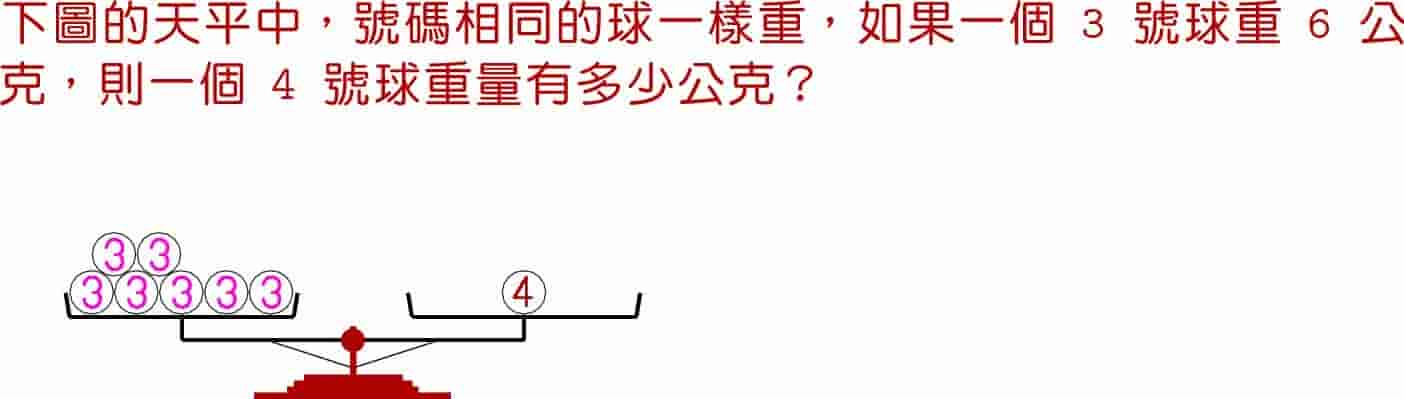 下圖的天平中，號碼相同的球一樣重，如果一個 3 號球重 6 公
克，則一個 4 號球重量有多少公克？
3 3
3 3 3 3 3
4